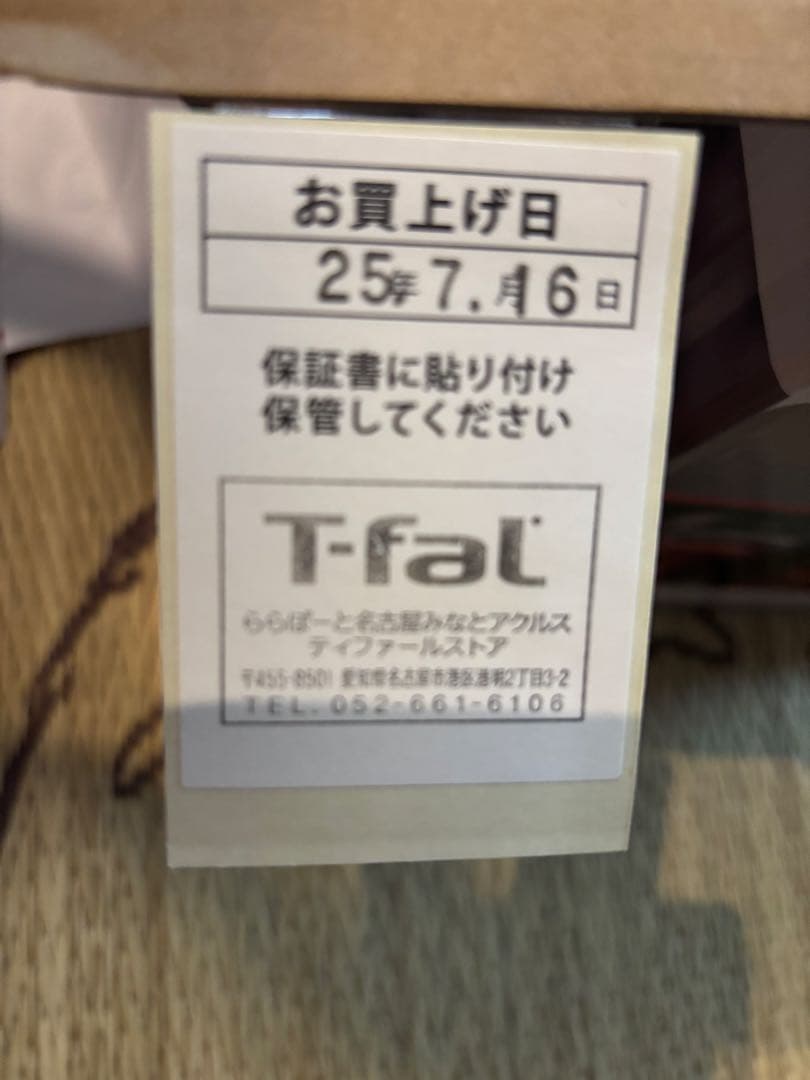 お買上げ日
25年 7.月16日
保証書に貼り付け
保管してください
T-fal
ららぽーと名古屋みなとアクルス
ティファールストア
〒455-8501 愛知県名古屋市港区港明2丁目3-2
TEL. 052-661-6106